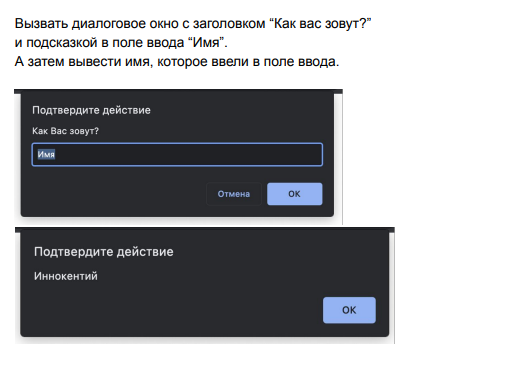 Вызвать диалоговое окно с заголовком “Как вас зовут?”
и подсказкой в поле ввода “Имя”.
А затем вывести имя, которое ввели в поле ввода.
Подтвердите действие
Как Вас зовут?
Имя
Отмена OK
Подтвердите действие
Иннокентий
OK